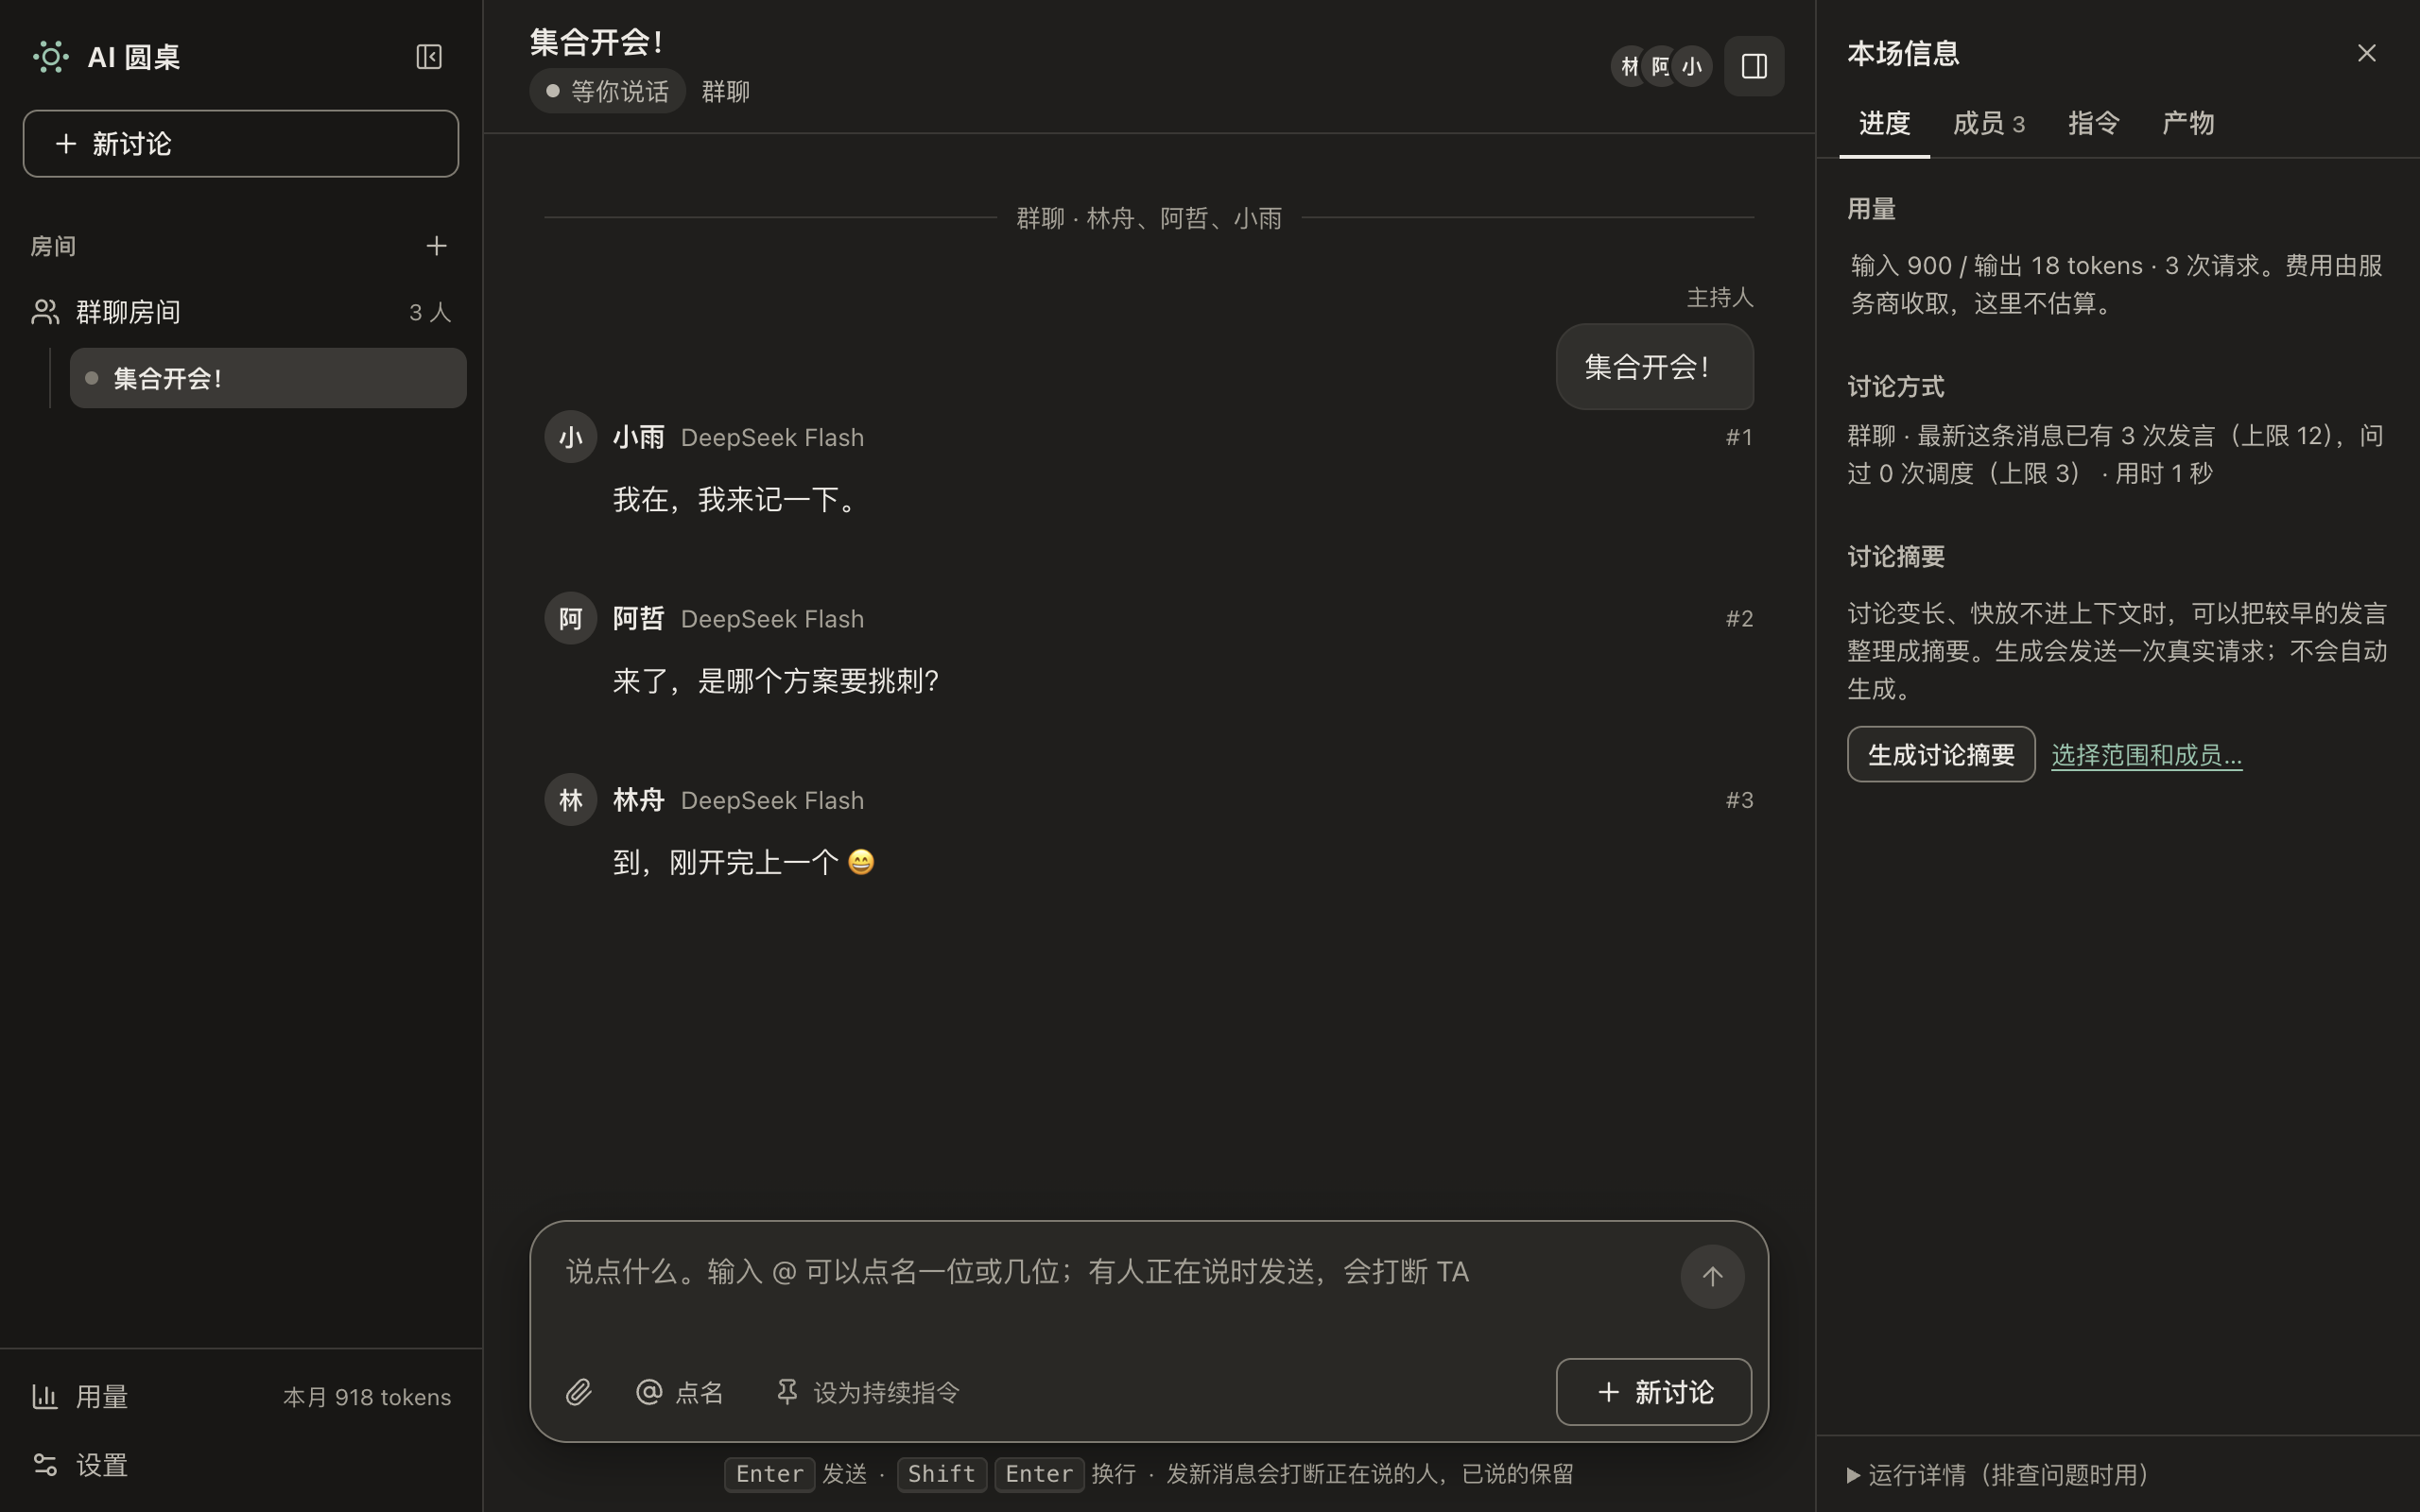 AI 圆桌
新讨论
房间
群聊房间 3 人
集合开会！
用量 本月 918 tokens
设置
集合开会！
等你说话 群聊
林 阿 小
群聊 · 林舟、阿哲、小雨
主持人
集合开会！
小 小雨 DeepSeek Flash #1
我在，我来记一下。
阿 阿哲 DeepSeek Flash #2
来了，是哪个方案要挑刺？
林 林舟 DeepSeek Flash #3
到，刚开完上一个 😄
说点什么。输入 @ 可以点名一位或几位；有人正在说时发送，会打断 TA
点名 设为持续指令 新讨论
Enter 发送 · Shift Enter 换行 · 发新消息会打断正在说的人，已说的保留
本场信息
进度 成员 3 指令 产物
用量
输入 900 / 输出 18 tokens · 3 次请求。费用由服
务商收取，这里不估算。
讨论方式
群聊 · 最新这条消息已有 3 次发言（上限 12），问
过 0 次调度（上限 3） · 用时 1 秒
讨论摘要
讨论变长、快放不进上下文时，可以把较早的发言
整理成摘要。生成会发送一次真实请求；不会自动
生成。
生成讨论摘要 选择范围和成员...
运行详情（排查问题时用）